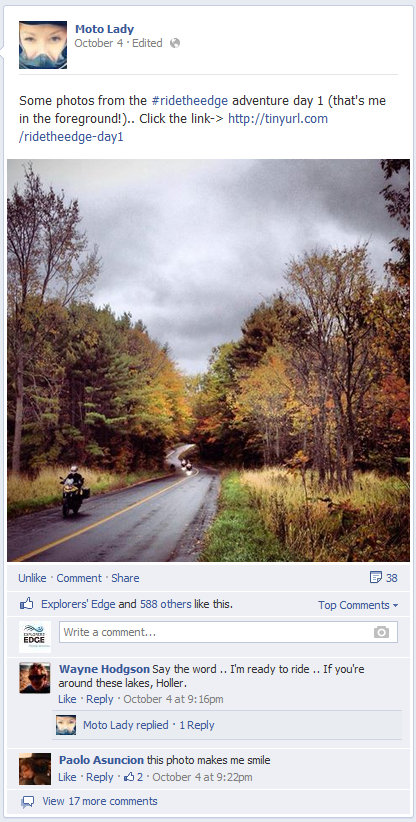 Moto Lady
October 4 · Edited
Some photos from the #ridetheedge adventure day 1 (that's me
in the foreground!).. Click the link-> http://tinyurl.com
/ridetheedge-day1
Unlike · Comment · Share
38
Explorers' Edge and 588 others like this.
Top Comments
EXPLORERS'
EDGE
Write a comment...
Wayne Hodgson Say the word .. I'm ready to ride .. If you're
around these lakes, Holler.
Like · Reply · October 4 at 9:16pm
Moto Lady replied · 1 Reply
Paolo Asuncion this photo makes me smile
Like · Reply · 2 · October 4 at 9:22pm
View 17 more comments